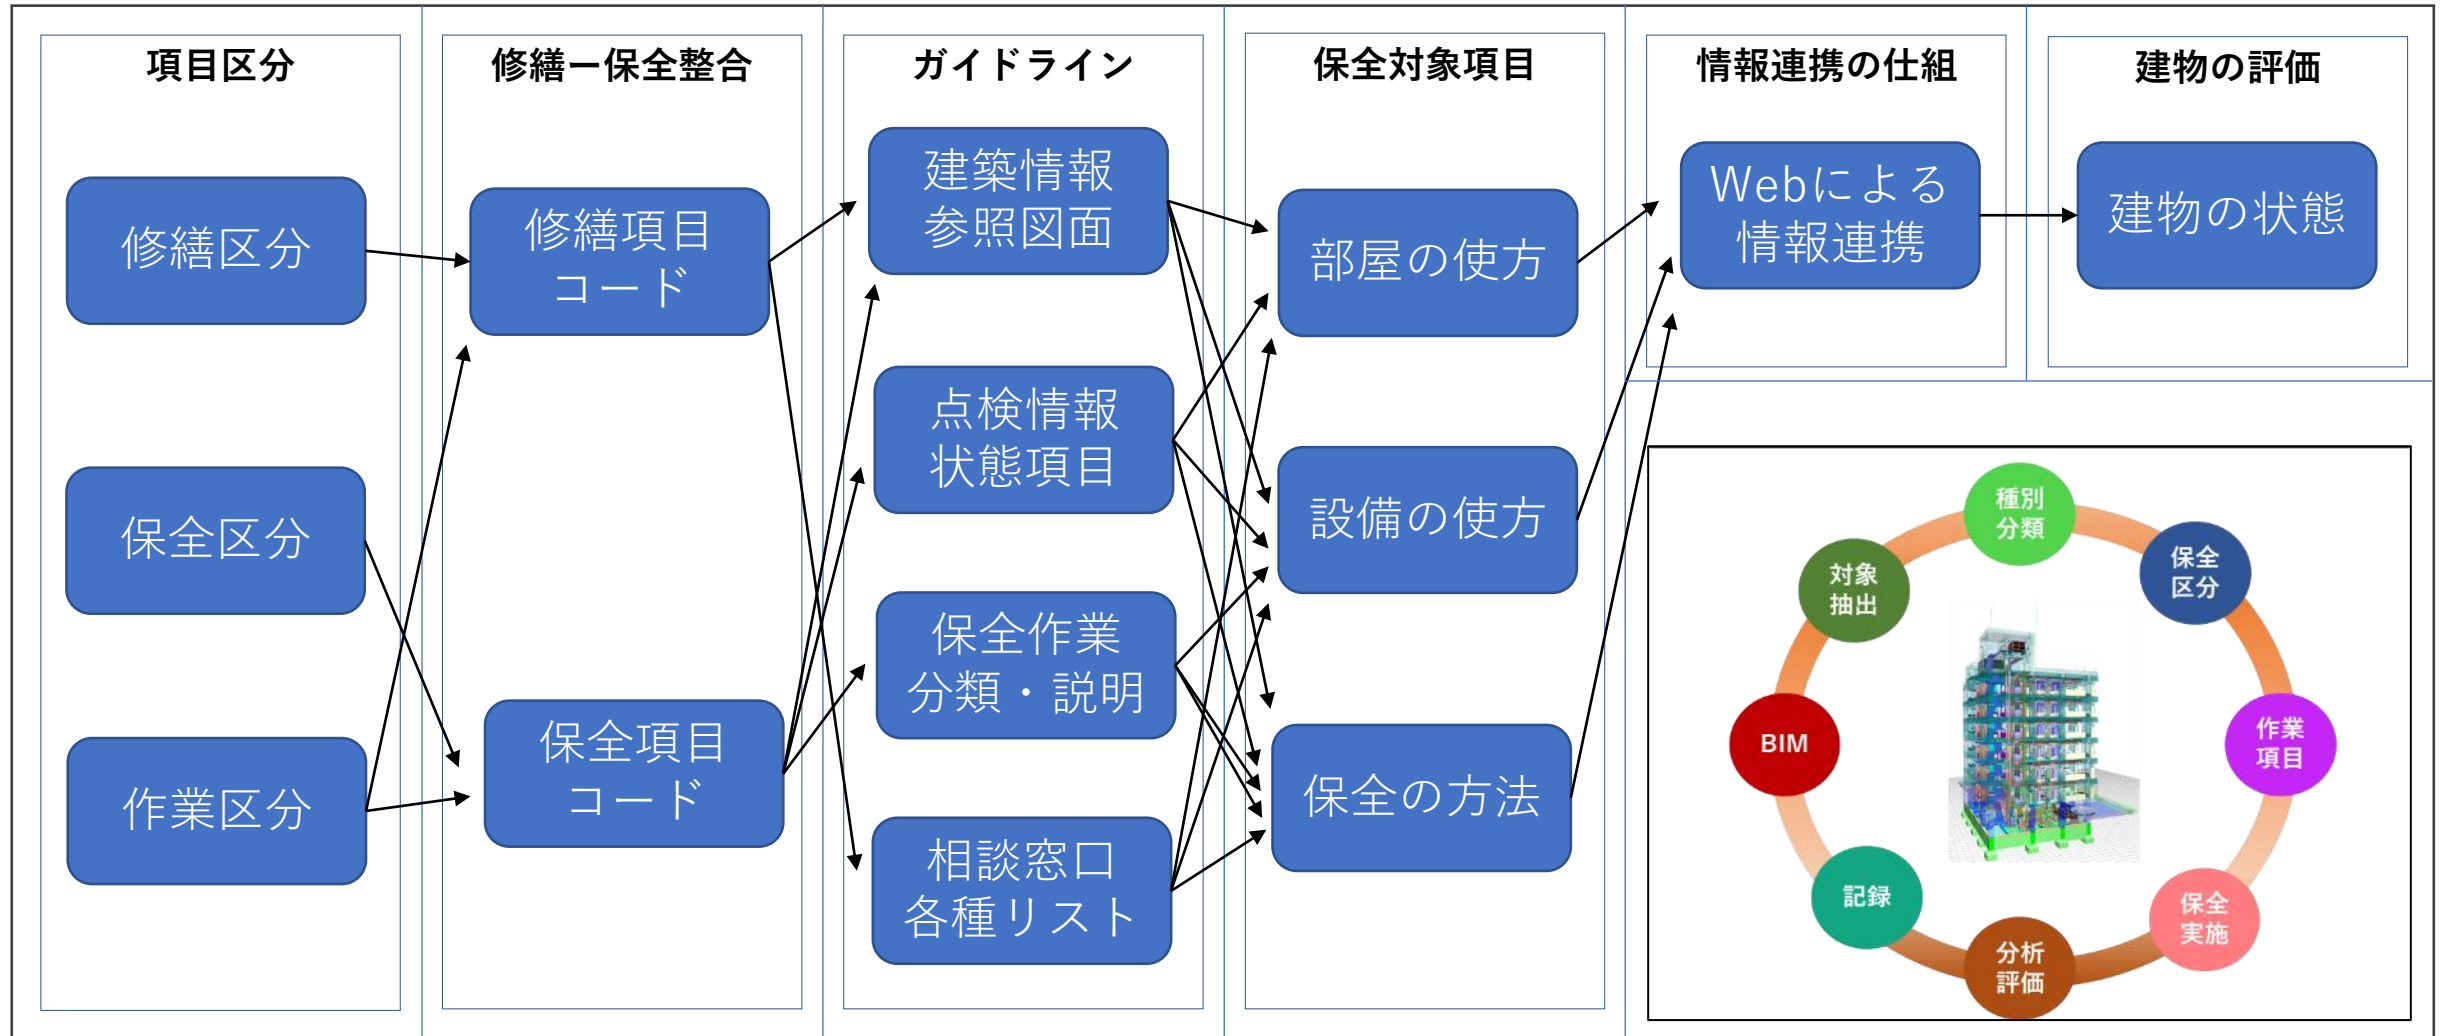 項目区分
修繕区分
保全区分
作業区分
修繕ー保全整合
修繕項目
コード
保全項目
コード
ガイドライン
建築情報
参照図面
点検情報
状態項目
保全作業
分類・説明
相談窓口
各種リスト
保全対象項目
部屋の使方
設備の使方
保全の方法
情報連携の仕組
Webによる
情報連携
建物の評価
建物の状態
種別
分類
保全
区分
作業
項目
保全
実施
分析
評価
記録
BIM
対象
抽出